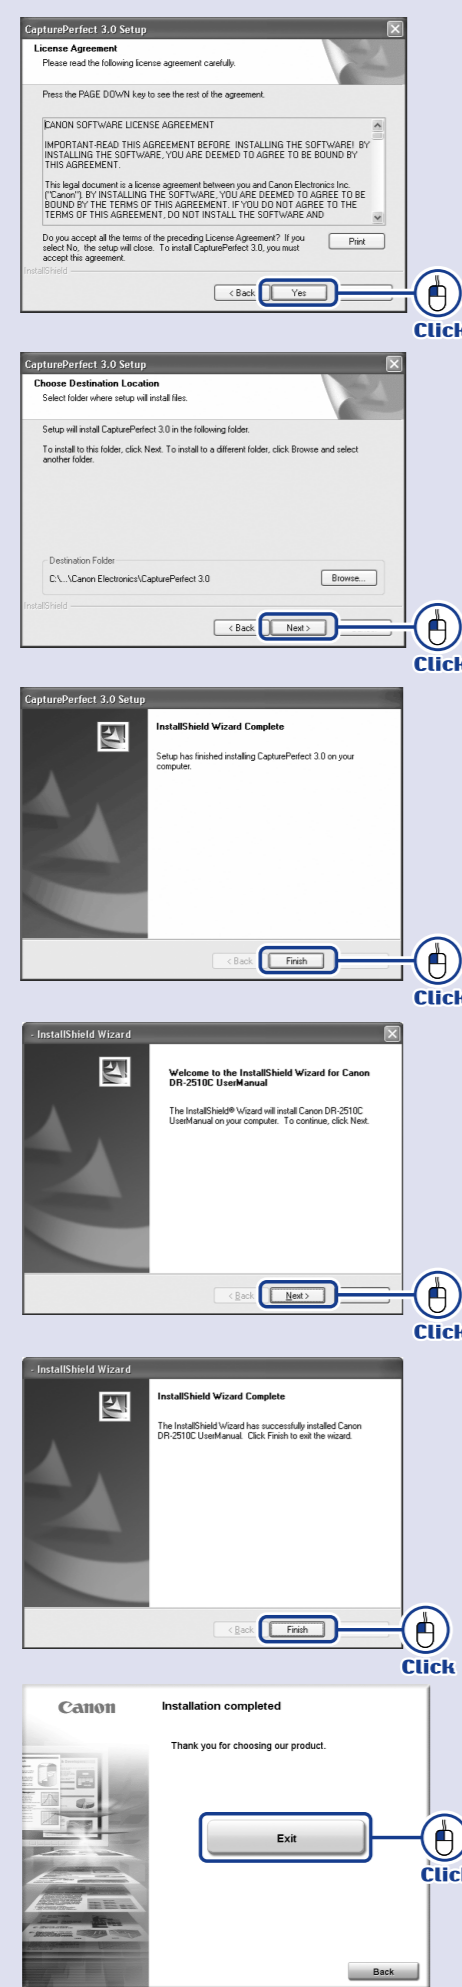 CapturePerfect 3.0 Setup
License Agreement
Please read the following license agreement carefully.
Press the PAGE DOWN key to see the rest of the agreement.
CANON SOFTWARE LICENSE AGREEMENT
IMPORTANT-READ THIS AGREEMENT BEFORE INSTALLING THE SOFTWARE! BY
INSTALLING THE SOFTWARE, YOU ARE DEEMED TO AGREE TO BE BOUND BY
THIS AGREEMENT.
This legal document is a license agreement between you and Canon Electronics Inc.
("Canon"). BY INSTALLING THE SOFTWARE, YOU ARE DEEMED TO AGREE TO BE
BOUND BY THE TERMS OF THIS AGREEMENT. IF YOU DO NOT AGREE TO THE
TERMS OF THIS AGREEMENT, DO NOT INSTALL THE SOFTWARE AND
Do you accept all the terms of the preceding License Agreement? If you
select No, the setup will close. To install CapturePerfect 3.0, you must
accept this agreement.
Print
InstallShield
< Back
Yes
Click
CapturePerfect 3.0 Setup
Choose Destination Location
Select folder where setup will install files.
Setup will install CapturePerfect 3.0 in the following folder.
To install to this folder, click Next. To install to a different folder, click Browse and select
another folder.
Destination Folder
C:\...\Canon Electronics\CapturePerfect 3.0
Browse...
InstallShield
< Back
Next >
Click
CapturePerfect 3.0 Setup
InstallShield Wizard Complete
Setup has finished installing CapturePerfect 3.0 on your
computer.
< Back
Finish
Click
- InstallShield Wizard
Welcome to the InstallShield Wizard for Canon
DR-2510C UserManual
The InstallShield® Wizard will install Canon DR-2510C
UserManual on your computer. To continue, click Next.
< Back
Next >
Click
- InstallShield Wizard
InstallShield Wizard Complete
The InstallShield Wizard has successfully installed Canon
DR-2510C UserManual. Click Finish to exit the wizard.
< Back
Finish
Click
Canon
Installation completed
Thank you for choosing our product.
Exit
Click
Back